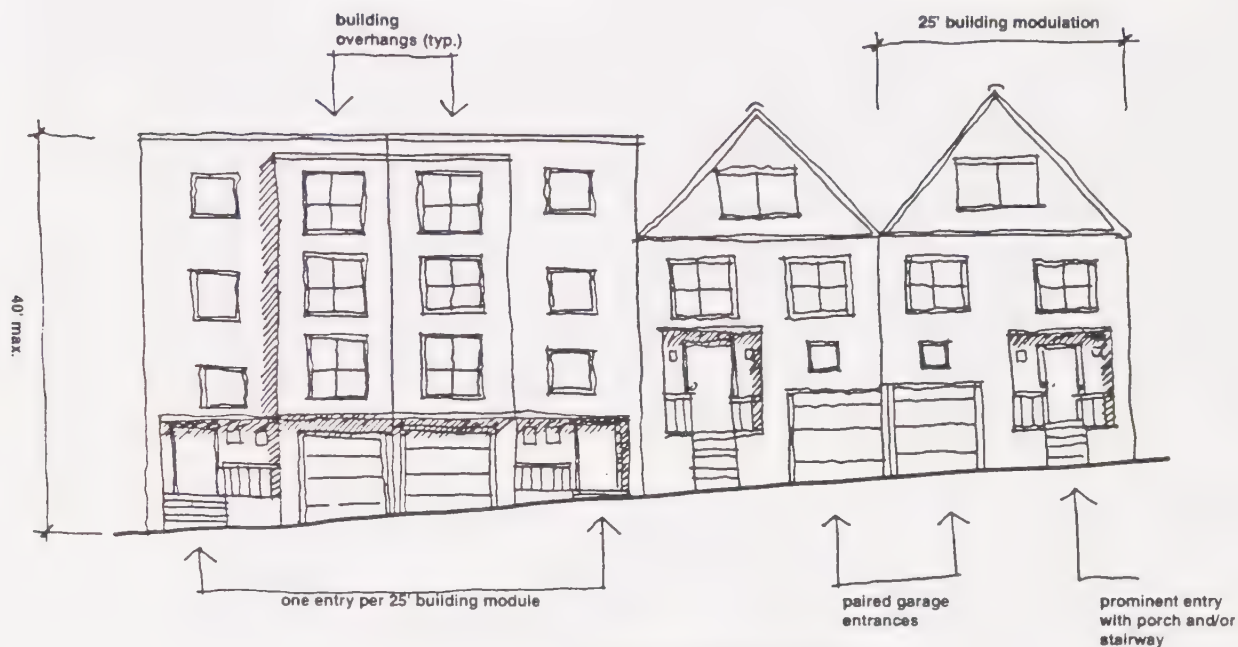 building
overhangs (typ.)
25' building modulation
40' max.
one entry per 25' building module
paired garage
entrances
prominent entry
with porch and/or
stairway